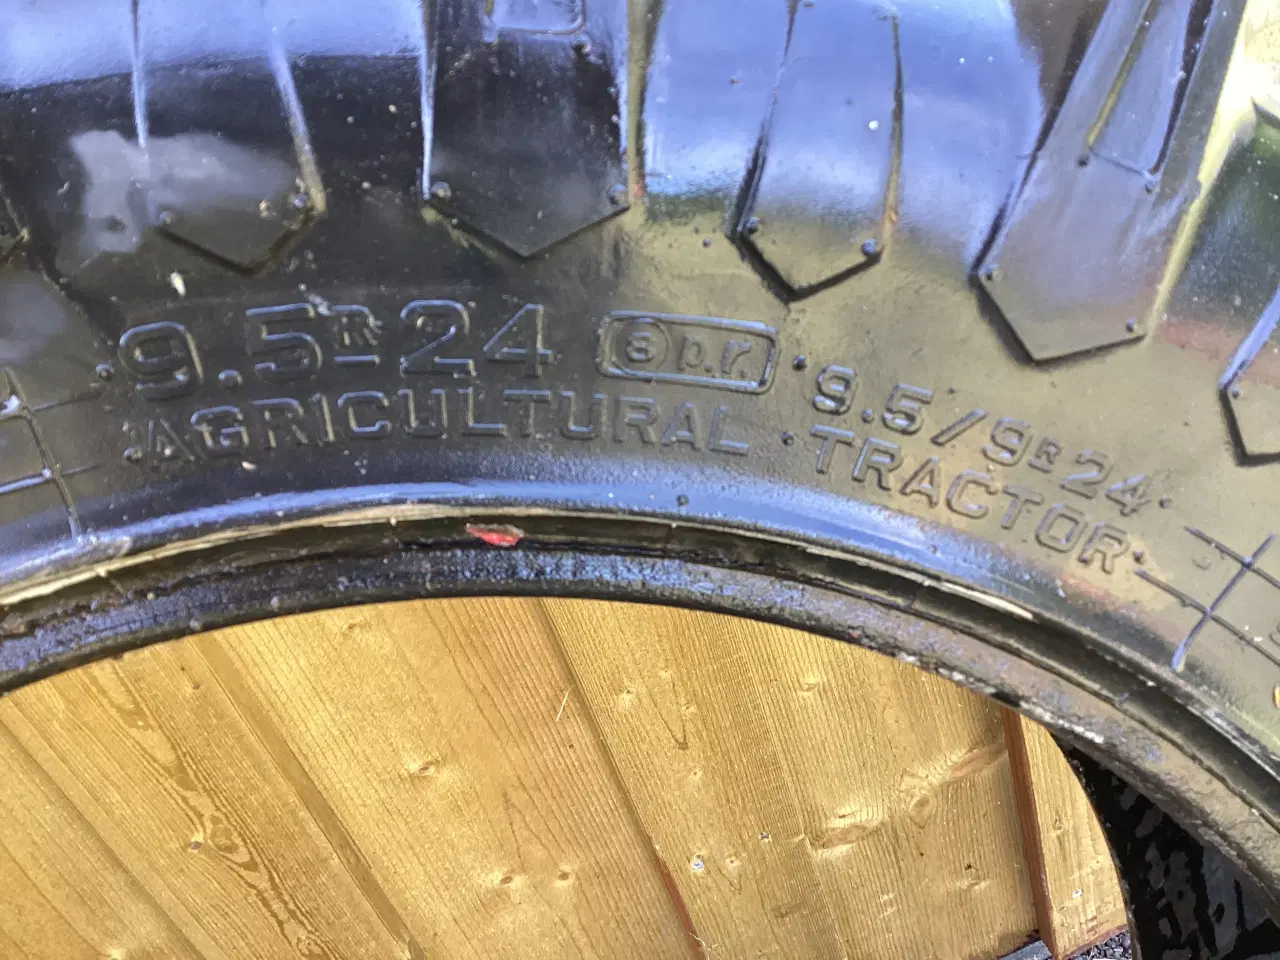 9.5R24 8 p.r. 9.5/9R24
AGRICULTURAL TRACTOR